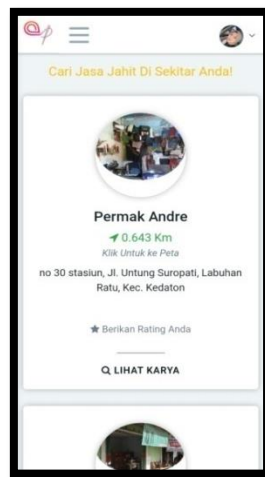 Cari Jasa Jahit Di Sekitar Anda!
Permak Andre
0.643 Km
Klik Untuk ke Peta
no 30 stasiun, Jl. Untung Suropati, Labuhan
Ratu, Kec. Kedaton
Berikan Rating Anda
LIHAT KARYA